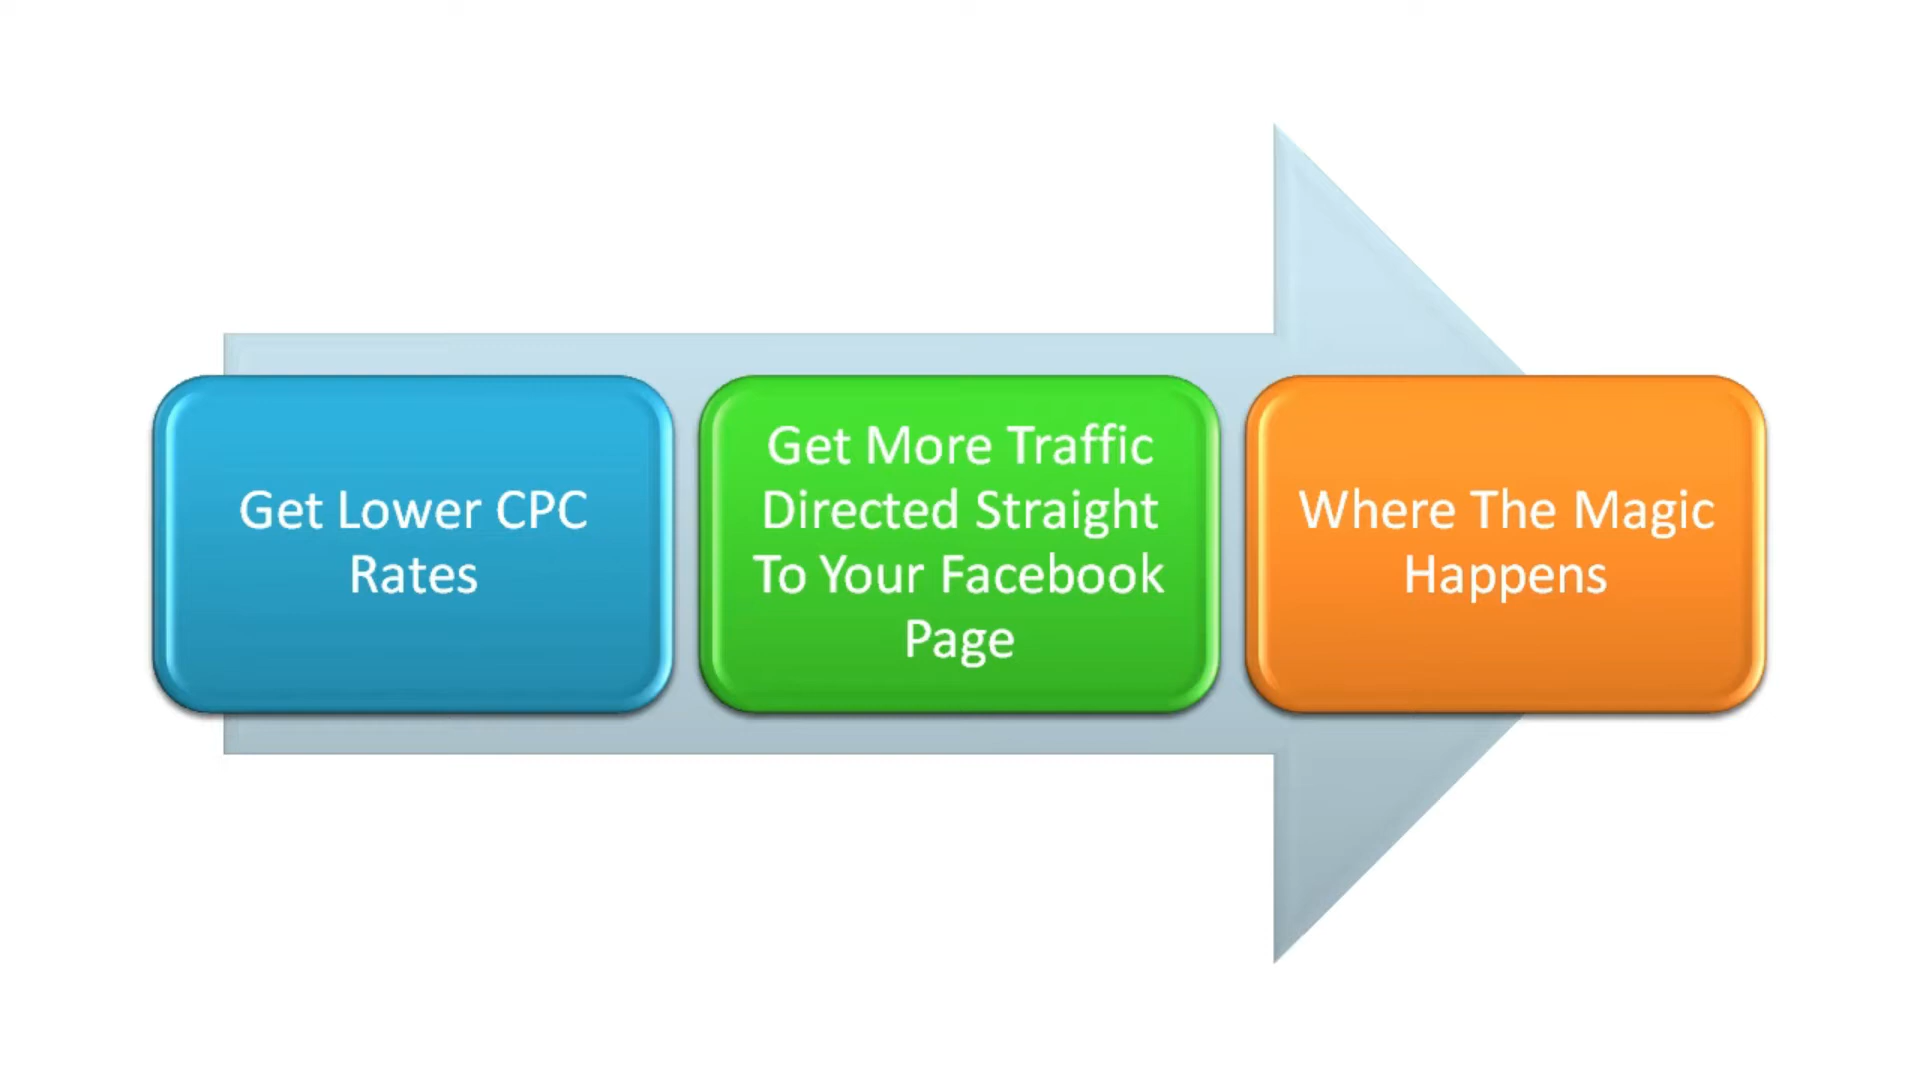 Get Lower CPC
Rates
Get More Traffic
Directed Straight
To Your Facebook
Page
Where The Magic
Happens